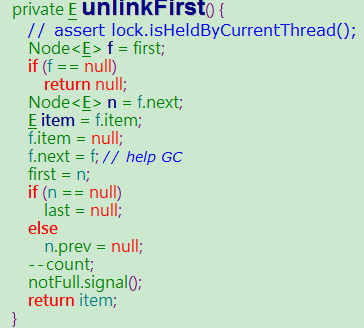 private E unlinkFirst() {
// assert lock.isHeldByCurrentThread();
Node<E> f = first;
if (f == null)
return null;
Node<E> n = f.next;
E item = f.item;
f.item = null;
f.next = f; // help GC
first = n;
if (n == null)
last = null;
else
n.prev = null;
--count;
notFull.signal();
return item;
}